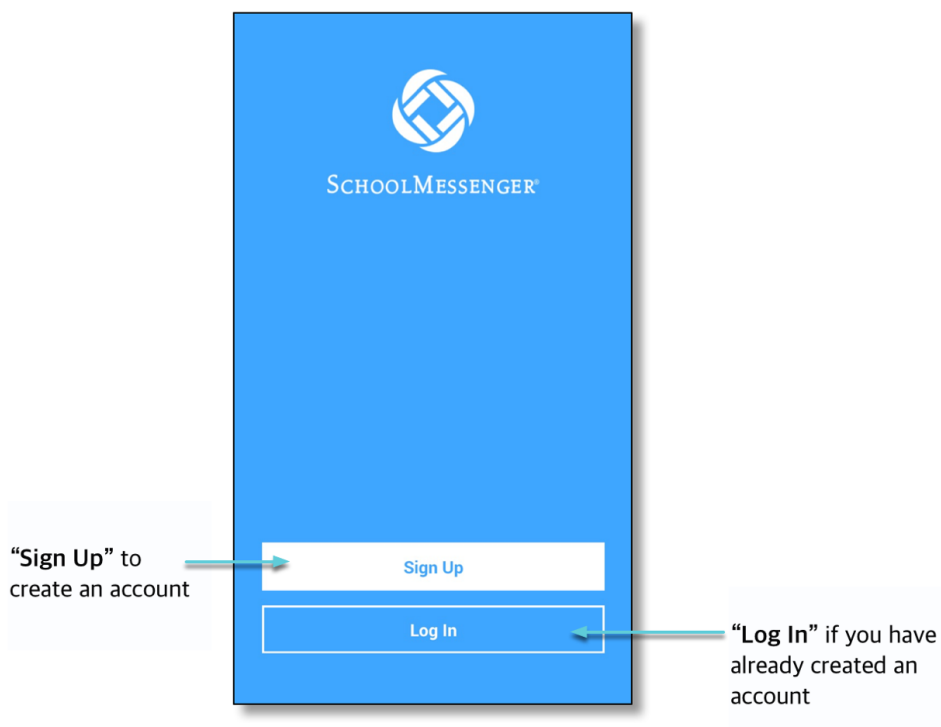 SCHOOLMESSENGER®
“Sign Up” to
create an account
Sign Up
Log In
“Log In” if you have
already created an
account